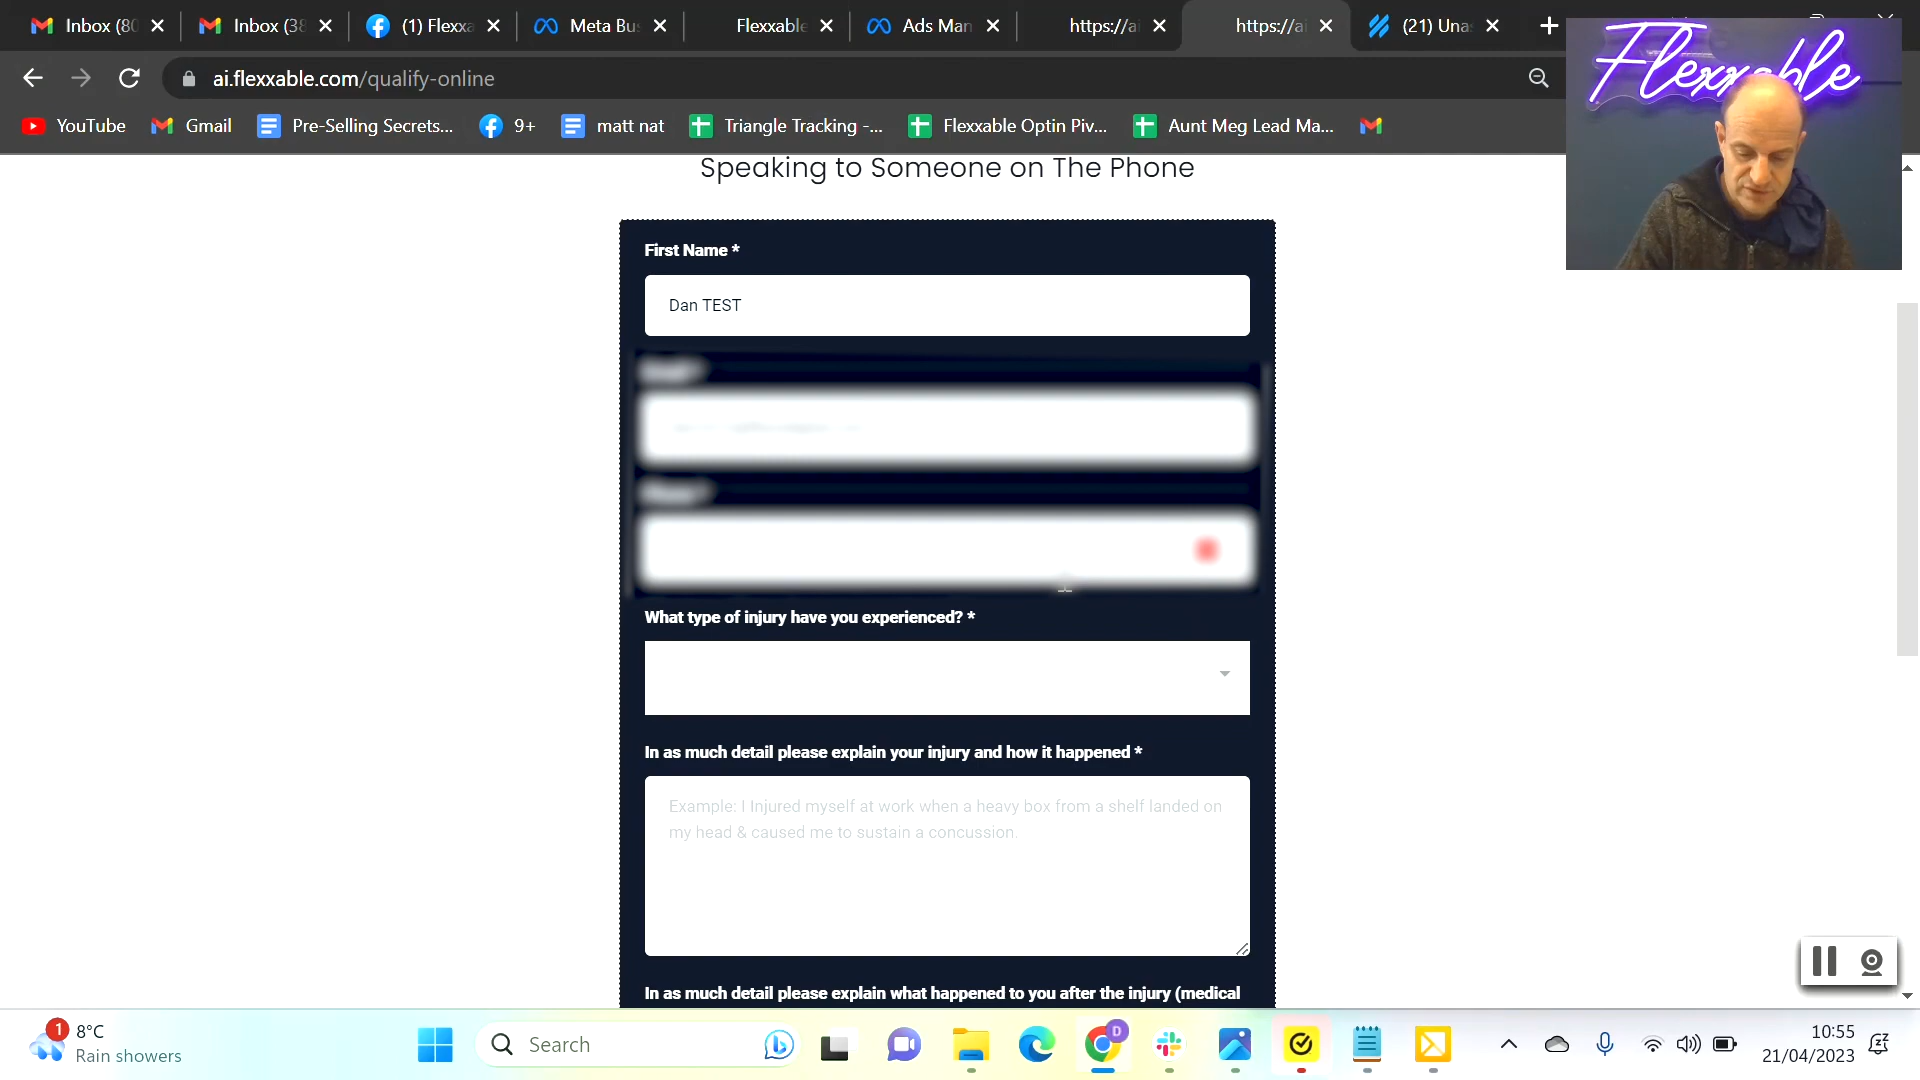 Inbox (80
Inbox (38
(1) Flexxa
Meta Bu
Flexxable
Ads Man
https://ai
https://ai
(21) Una
ai.flexxable.com/qualify-online
YouTube
Gmail
Pre-Selling Secrets...
9+
matt nat
Triangle Tracking -...
Flexxable Optin Piv...
Aunt Meg Lead Ma...
Flexxable
Speaking to Someone on The Phone
First Name *
Dan TEST
What type of injury have you experienced? *
In as much detail please explain your injury and how it happened *
Example: I Injured myself at work when a heavy box from a shelf landed on
my head & caused me to sustain a concussion.
In as much detail please explain what happened to you after the injury (medical
1
8°C
Rain showers
Search
D
10:55
21/04/2023